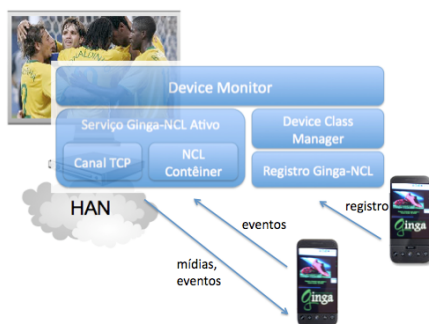 Device Monitor
Serviço Ginga-NCL Ativo
Device Class
Manager
Canal TCP
NCL
Contêiner
Registro Ginga-NCL
HAN
registro
eventos
mídias,
eventos
ginga
ginga